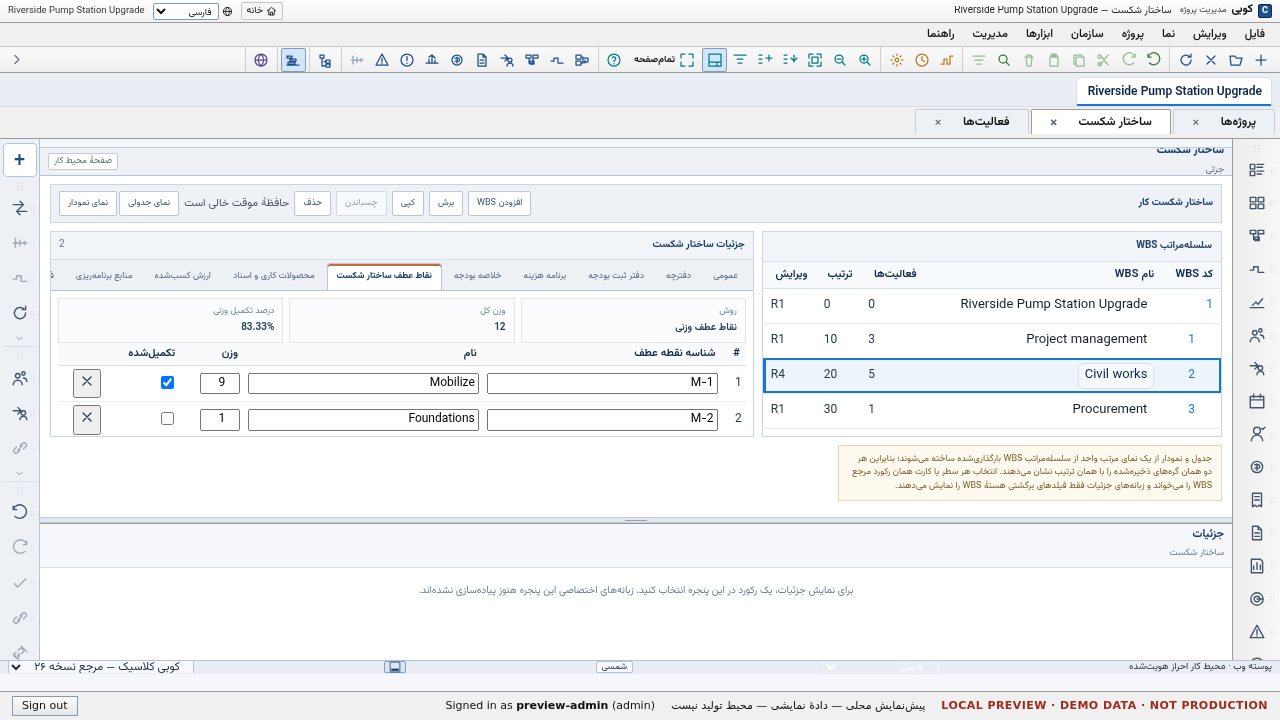 C کوبی مدیریت پروژه ساختار شکست — Riverside Pump Station Upgrade
خانه
فارسی
Riverside Pump Station Upgrade
فایل ویرایش نما پروژه سازمان ابزارها مدیریت راهنما
تمام‌صفحه
Riverside Pump Station Upgrade
پروژه‌ها ×
ساختار شکست ×
فعالیت‌ها ×
ساختار شکست
جزئی
صفحهٔ محیط کار
ساختار شکست کار
افزودن WBS برش کپی چسباندن حذف حافظهٔ موقت خالی است نمای جدولی نمای نمودار
سلسله‌مراتب WBS
کد WBS نام WBS فعالیت‌ها ترتیب ویرایش
1 Riverside Pump Station Upgrade 0 0 R1
1 Project management 3 10 R1
2 Civil works 5 20 R4
3 Procurement 1 30 R1
جزئیات ساختار شکست 2
عمومی دفترچه دفتر ثبت بودجه برنامه هزینه خلاصه بودجه نقاط عطف ساختار شکست محصولات کاری و اسناد ارزش کسب‌شده منابع برنامه‌ریزی
روش
نقاط عطف وزنی
وزن کل
12
درصد تکمیل وزنی
83.33%
# شناسه نقطه عطف نام وزن تکمیل‌شده
1 M-1 Mobilize 9
2 M-2 Foundations 1
جدول و نمودار از یک نمای مرتب واحد از سلسله‌مراتب WBS بارگذاری‌شده ساخته می‌شوند؛ بنابراین هر
دو همان گره‌های ذخیره‌شده را با همان ترتیب نشان می‌دهند. انتخاب هر سطر یا کارت همان رکورد مرجع
WBS را می‌خواند و زبانه‌های جزئیات فقط فیلدهای برگشتی هستهٔ WBS را نمایش می‌دهند.
جزئیات
ساختار شکست
برای نمایش جزئیات، یک رکورد در این پنجره انتخاب کنید. زبانه‌های اختصاصی این پنجره هنوز پیاده‌سازی نشده‌اند.
پوسته وب · محیط کار احراز هویت‌شده
فارسی
شمسی
کوبی کلاسیک — مرجع نسخه ۲۶
LOCAL PREVIEW · DEMO DATA · NOT PRODUCTION
پیش‌نمایش محلی — دادهٔ نمایشی — محیط تولید نیست
Signed in as preview-admin (admin)
Sign out